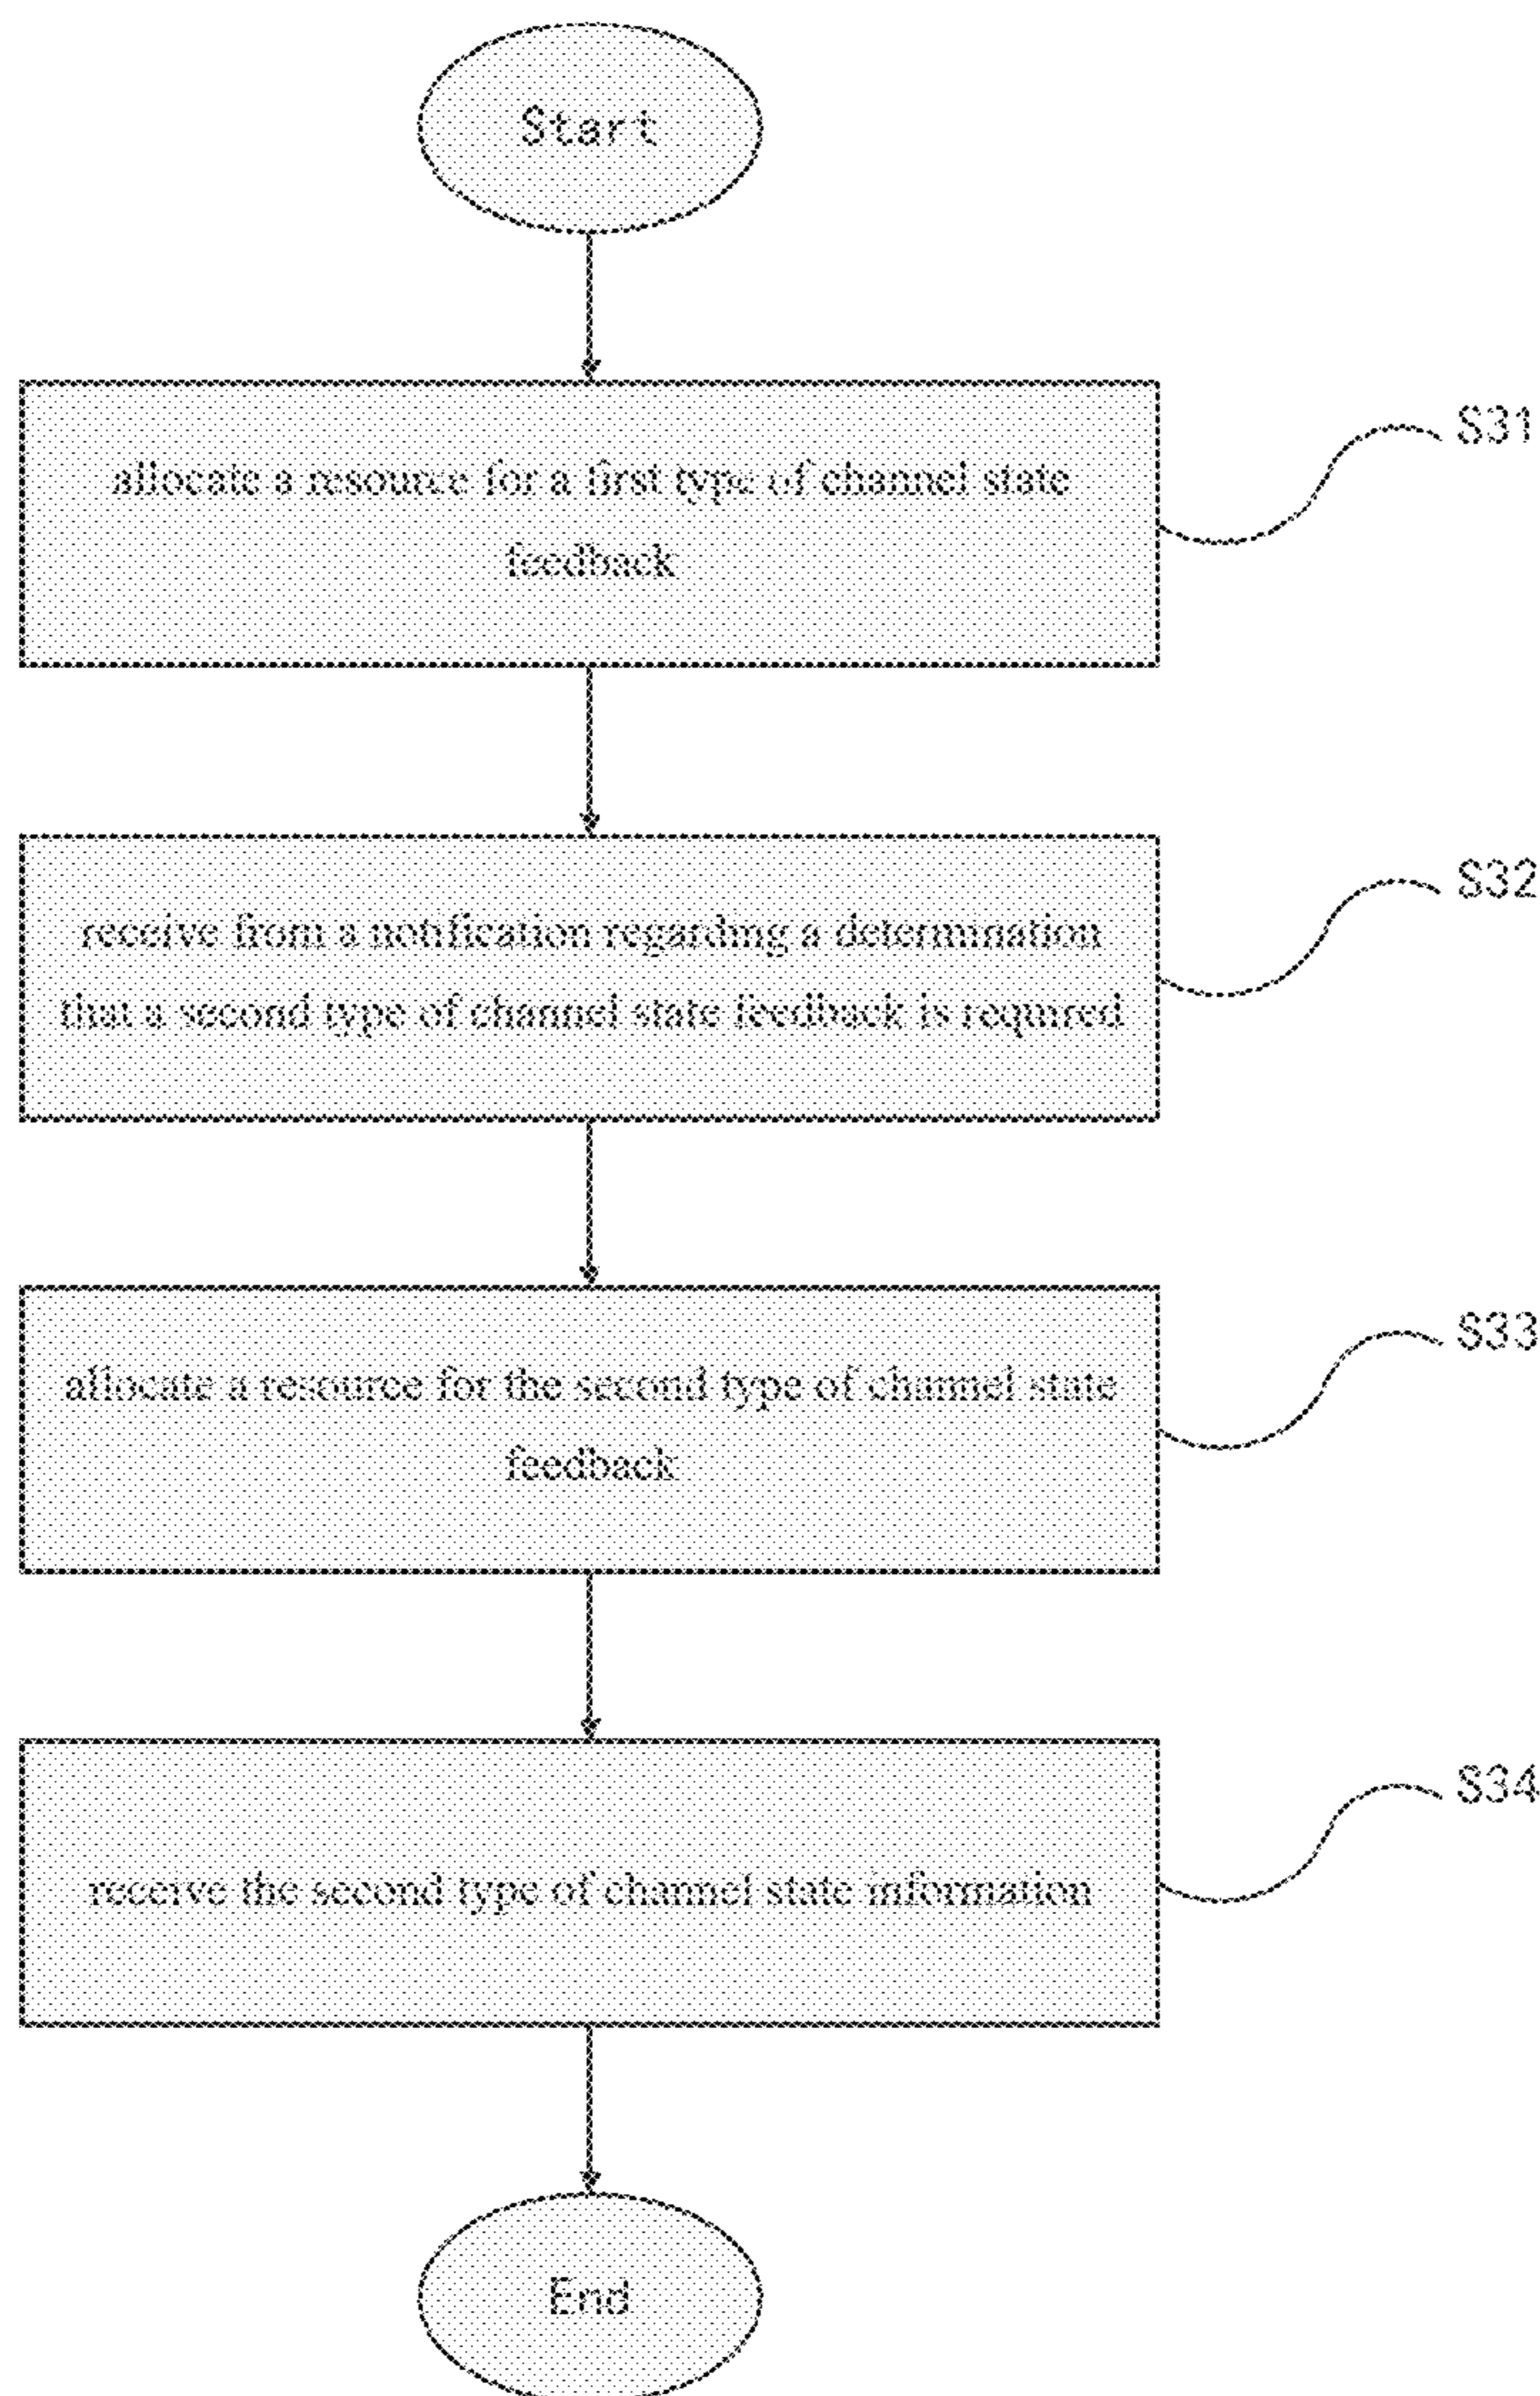 Start
allocate a resource for a first type of channel state
feedback
S31
receive from a notification regarding a determination
that a second type of channel state feedback is required
S32
allocate a resource for the second type of channel state
feedback
S33
receive the second type of channel state information
S34
End